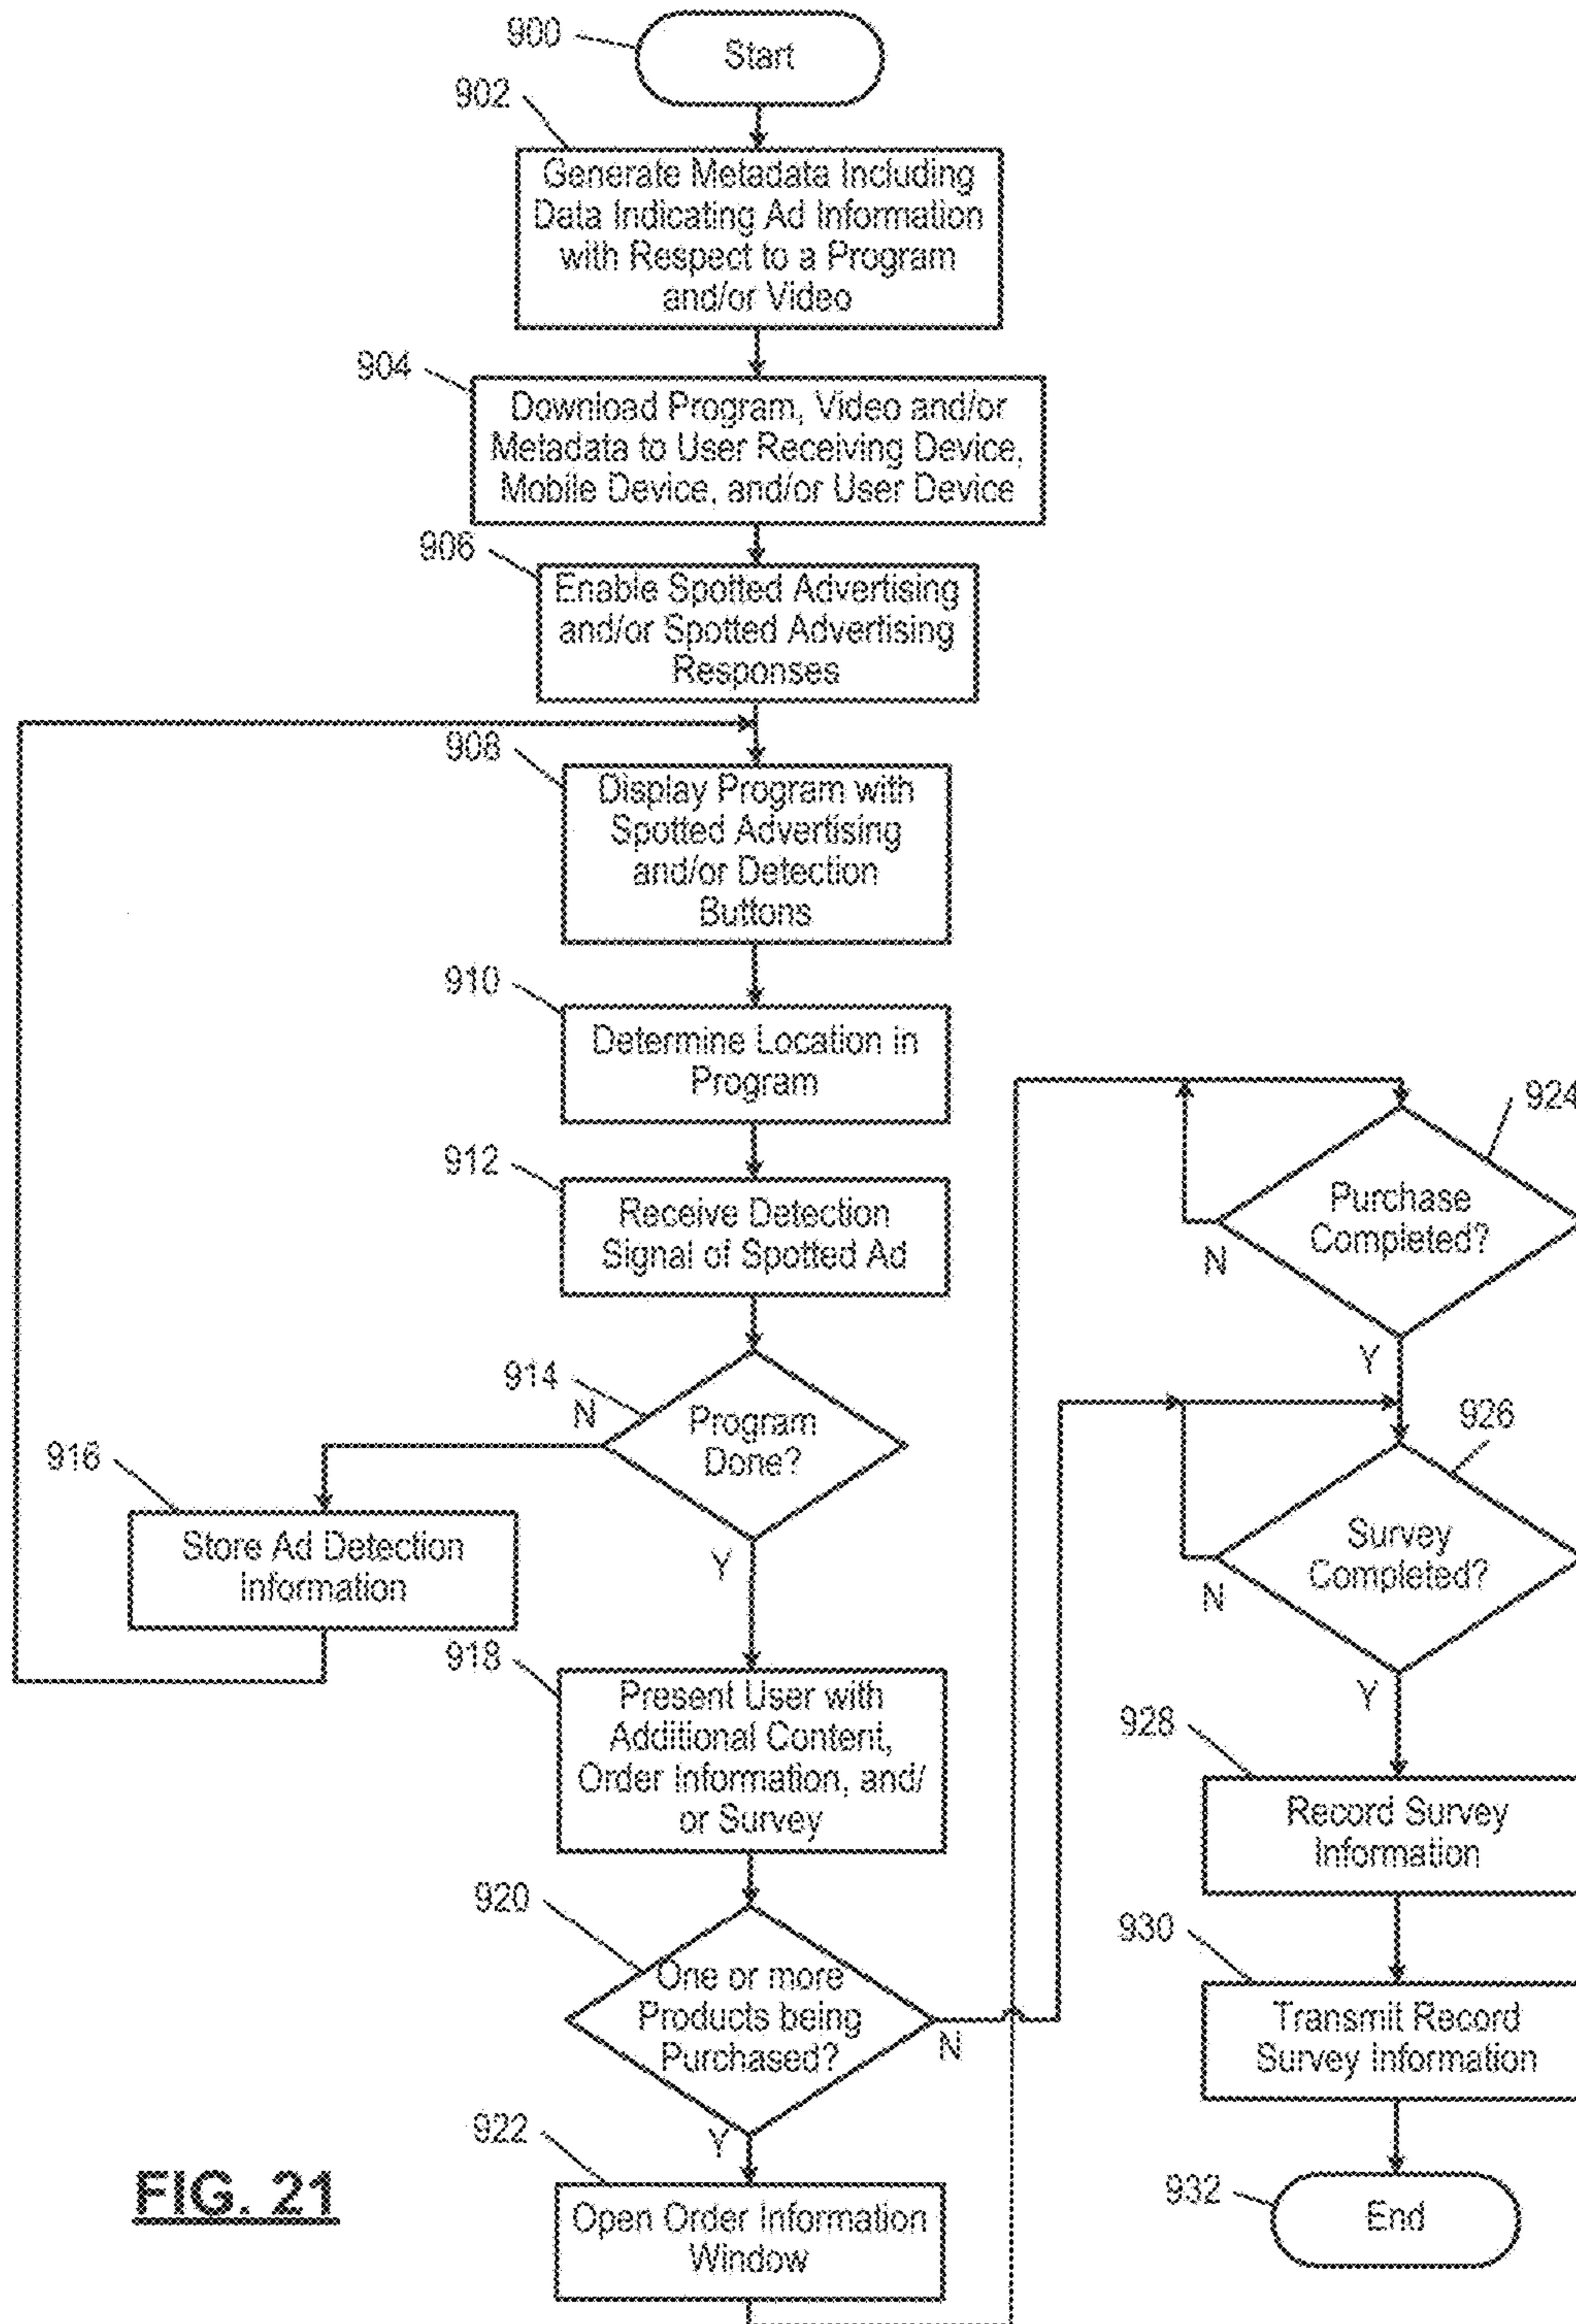 900
Start
902
Generate Metadata Including
Data Indicating Ad Information
with Respect to a Program
and/or Video
904
Download Program, Video and/or
Metadata to User Receiving Device,
Mobile Device, and/or User Device
906
Enable Spotted Advertising
and/or Spotted Advertising
Responses
908
Display Program with
Spotted Advertising
and/or Detection
Buttons
910
Determine Location in
Program
912
Receive Detection
Signal of Spotted Ad
914
N
Program
Done?
Y
916
Store Ad Detection
Information
918
Present User with
Additional Content,
Order Information, and/
or Survey
920
One or more
Products being
Purchased?
N
Y
922
Open Order Information
Window
924
Purchase
Completed?
N
Y
926
Survey
Completed?
N
Y
928
Record Survey
Information
930
Transmit Record
Survey Information
932
End
FIG. 21